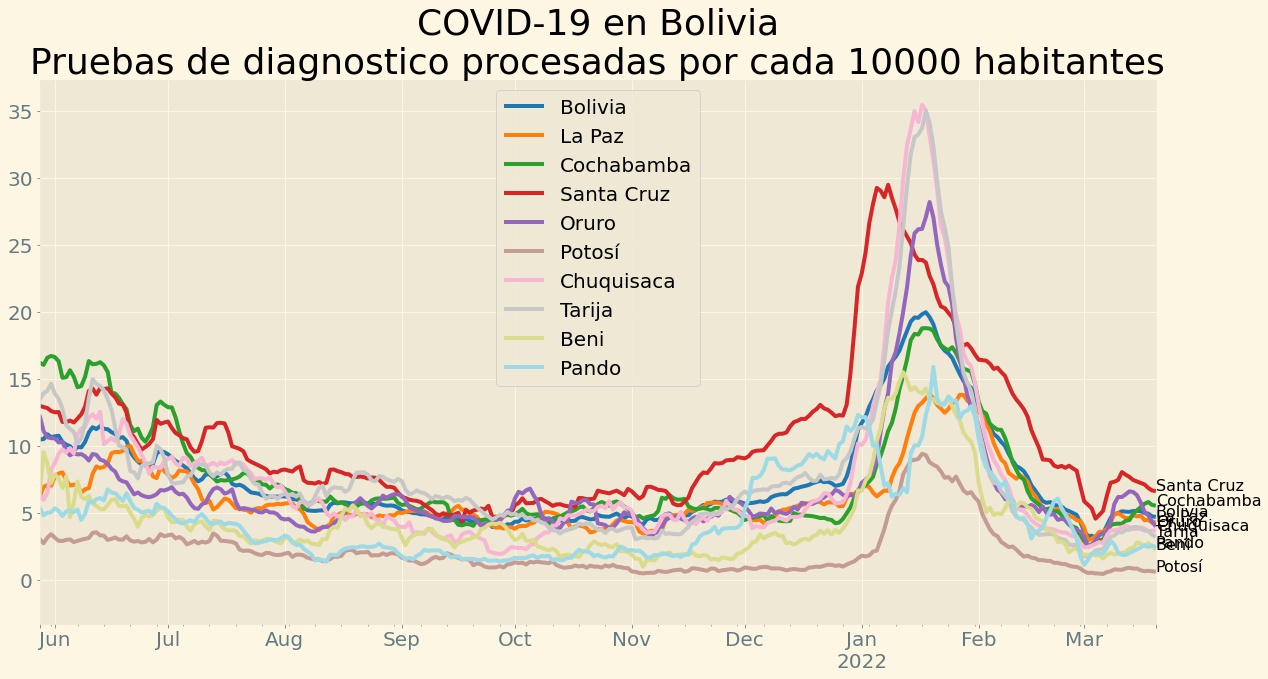 COVID-19 en Bolivia
Pruebas de diagnostico procesadas por cada 10000 habitantes
35
30
25
20
15
10
5
0
Bolivia
La Paz
Cochabamba
Santa Cruz
Oruro
Potosí
Chuquisaca
Tarija
Beni
Pando
Santa Cruz
Cochabamba
Bolivia
Oruro
Chuquisaca
Tarija
Pando
Beni
Potosí
Jun Jul Aug Sep Oct Nov Dec Jan Feb Mar
2022